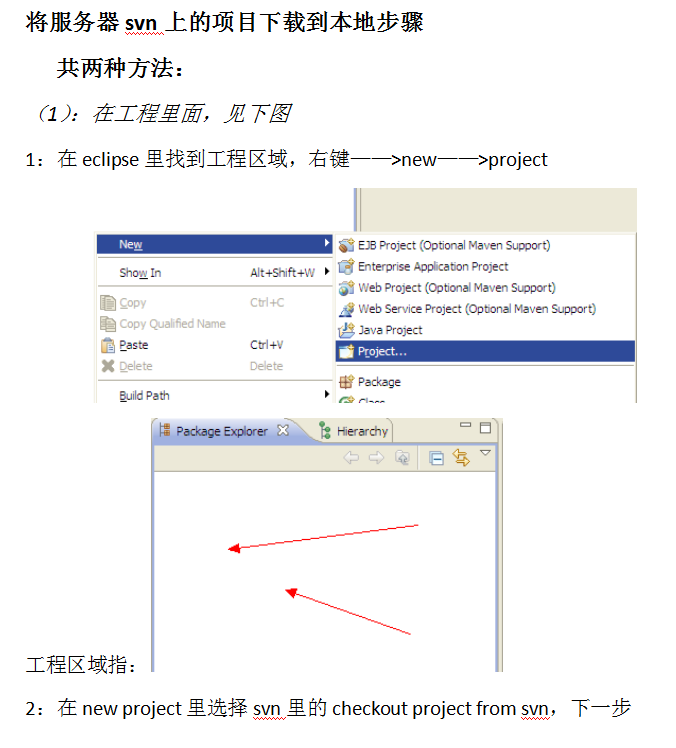 将服务器 svn 上的项目下载到本地步骤
共两种方法：
（1）：在工程里面，见下图
1：在 eclipse 里找到工程区域，右键——>new——>project
New
EJB Project (Optional Maven Support)
Show In Alt+Shift+W
Enterprise Application Project
Web Project (Optional Maven Support)
Copy Ctrl+C
Web Service Project (Optional Maven Support)
Copy Qualified Name
Java Project
Paste Ctrl+V
Project...
Delete Delete
Package
Build Path
Class
Package Explorer Hierarchy
工程区域指：
2：在 new project 里选择 svn 里的 checkout project from svn，下一步